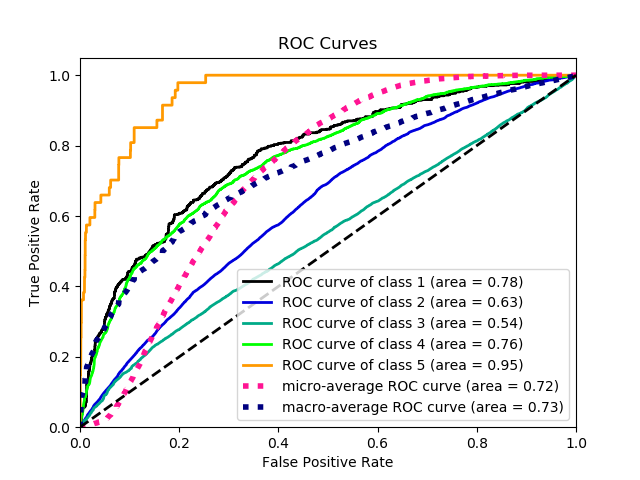 ROC Curves
True Positive Rate
1.0
0.8
0.6
0.4
0.2
0.0
ROC curve of class 1 (area = 0.78)
ROC curve of class 2 (area = 0.63)
ROC curve of class 3 (area = 0.54)
ROC curve of class 4 (area = 0.76)
ROC curve of class 5 (area = 0.95)
micro-average ROC curve (area = 0.72)
macro-average ROC curve (area = 0.73)
0.0 0.2 0.4 0.6 0.8 1.0
False Positive Rate